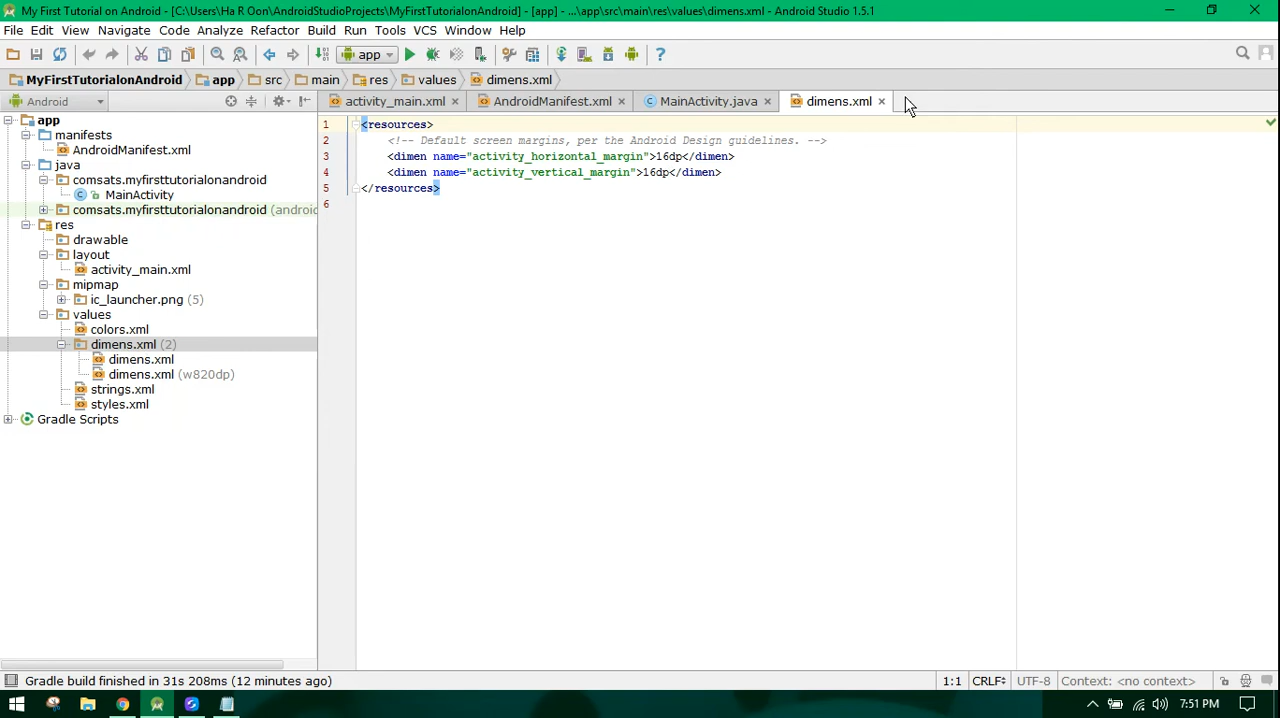 My First Tutorial on Android - [C:\Users\Ha R Oon\AndroidStudioProjects\MyFirstTutorialonAndroid] - [app] - ...\app\src\main\res\values\dimens.xml - Android Studio 1.5.1
File Edit View Navigate Code Analyze Refactor Build Run Tools VCS Window Help
app
MyFirstTutorialonAndroid app src main res values dimens.xml
Android
activity_main.xml AndroidManifest.xml MainActivity.java dimens.xml
app
manifests
AndroidManifest.xml
java
comsats.myfirsttutorialonandroid
MainActivity
comsats.myfirsttutorialonandroid (androi
res
drawable
layout
activity_main.xml
mipmap
ic_launcher.png (5)
values
colors.xml
dimens.xml (2)
dimens.xml
dimens.xml (w820dp)
strings.xml
styles.xml
Gradle Scripts
1 <resources>
2 <!-- Default screen margins, per the Android Design guidelines. -->
3 <dimen name="activity_horizontal_margin">16dp</dimen>
4 <dimen name="activity_vertical_margin">16dp</dimen>
5 </resources>
6
Gradle build finished in 31s 208ms (12 minutes ago)
1:1 CRLF UTF-8 Context: <no context>
7:51 PM